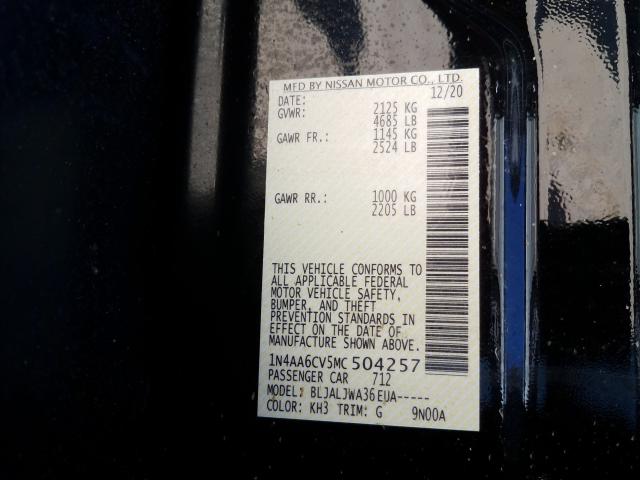 MFD BY NISSAN MOTOR CO., LTD.
DATE: 12/20
GVWR: 2125 KG
4685 LB
GAWR FR.: 1145 KG
2524 LB
GAWR RR.: 1000 KG
2205 LB
THIS VEHICLE CONFORMS TO
ALL APPLICABLE FEDERAL
MOTOR VEHICLE SAFETY,
BUMPER, AND THEFT
PREVENTION STANDARDS IN
EFFECT ON THE DATE OF
MANUFACTURE SHOWN ABOVE.
1N4AA6CV5MC504257
PASSENGER CAR 712
MODEL: BLJALJWA36EUA-----
COLOR: KH3 TRIM: G 9N00A